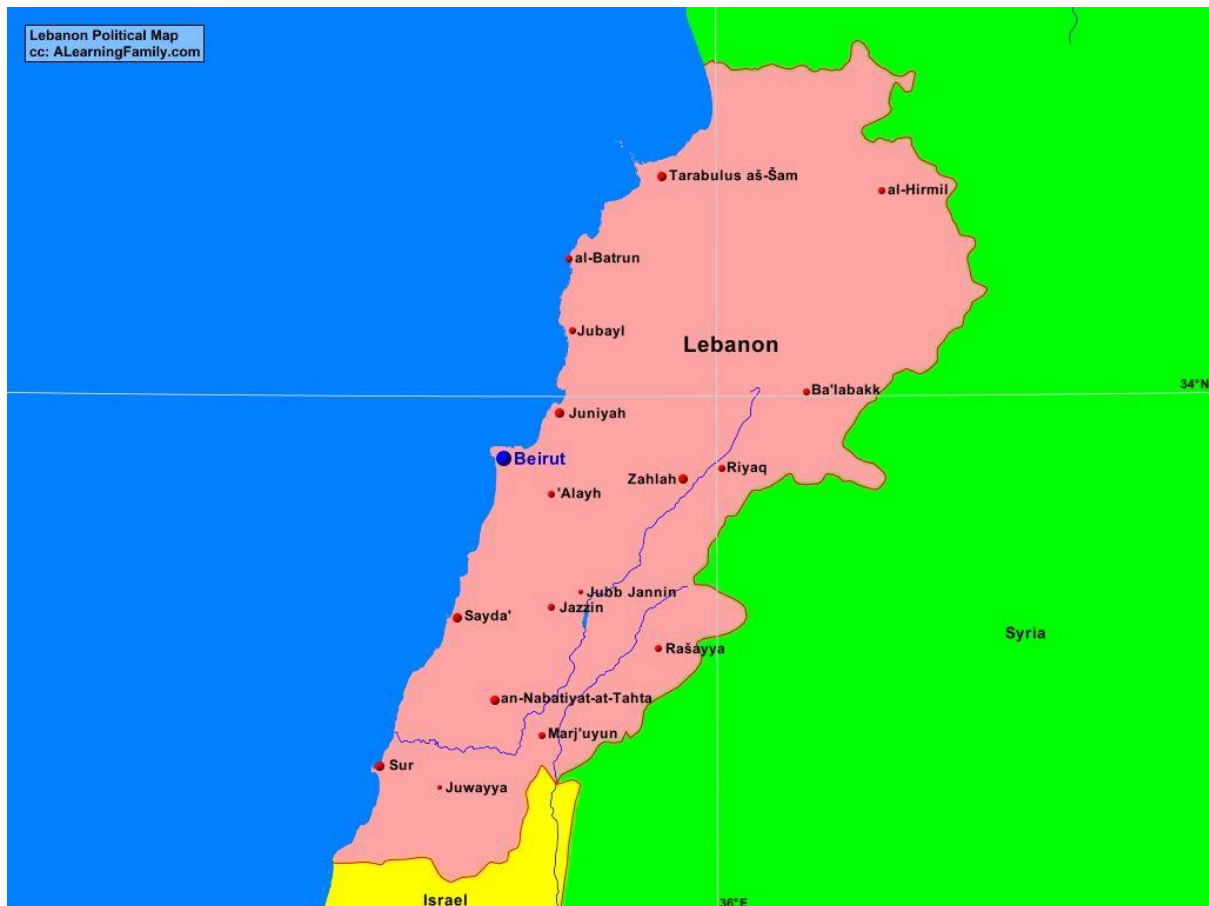 Lebanon Political Map
cc: ALearningFamily.com
Tarabulus aš-Šam
al-Hirmil
al-Batrun
Jubayl
Lebanon
34°N
Ba'labakk
Juniyah
Beirut
Riyaq
Zahlah
'Alayh
Jubb Jannin
Jazzin
Sayda'
Syria
Rašayya
an-Nabatiyat-at-Tahta
Marj'uyun
Sur
Juwayya
Israel
36°E